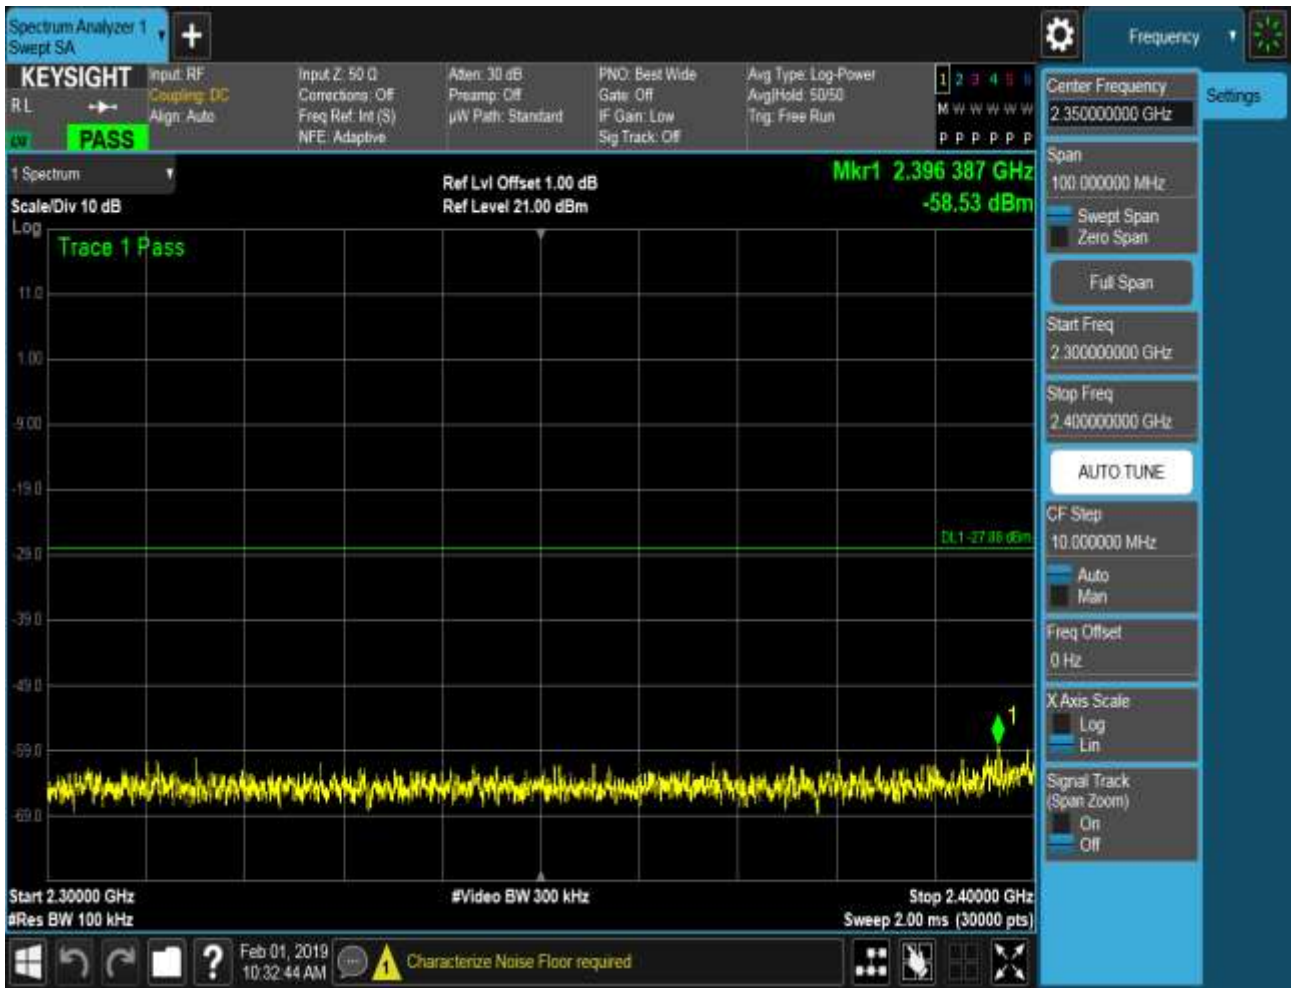 Spectrum Analyzer 1
Swept SA
Frequency
KEYSIGHT
RL
PASS
Input: RF
Coupling: DC
Align: Auto
Input Z: 50 Ω
Corrections: Off
Freq Ref: Int (S)
NFE: Adaptive
Atten: 30 dB
Preamp: Off
µW Path: Standard
PNO: Best Wide
Gate: Off
IF Gain: Low
Sig Track: Off
Avg Type: Log-Power
Avg|Hold: 50/50
Trig: Free Run
1 2 3 4 5 6
M W W W W W
P P P P P P
1 Spectrum
Scale/Div 10 dB
Ref Lvl Offset 1.00 dB
Ref Level 21.00 dBm
Mkr1 2.396 387 GHz
-58.53 dBm
Log
Trace 1 Pass
11.0
1.00
-9.00
-19.0
-29.0
-39.0
-49.0
-59.0
-69.0
1
Start 2.30000 GHz
#Res BW 100 kHz
#Video BW 300 kHz
Stop 2.40000 GHz
Sweep 2.00 ms (30000 pts)
Center Frequency
2.350000000 GHz
Settings
Span
100.000000 MHz
Swept Span
Zero Span
Full Span
Start Freq
2.300000000 GHz
Stop Freq
2.400000000 GHz
AUTO TUNE
CF Step
10.000000 MHz
Auto
Man
Freq Offset
0 Hz
X Axis Scale
Log
Lin
Signal Track
(Span Zoom)
On
Off
?
Feb 01, 2019
10:32:44 AM
1
Characterize Noise Floor required